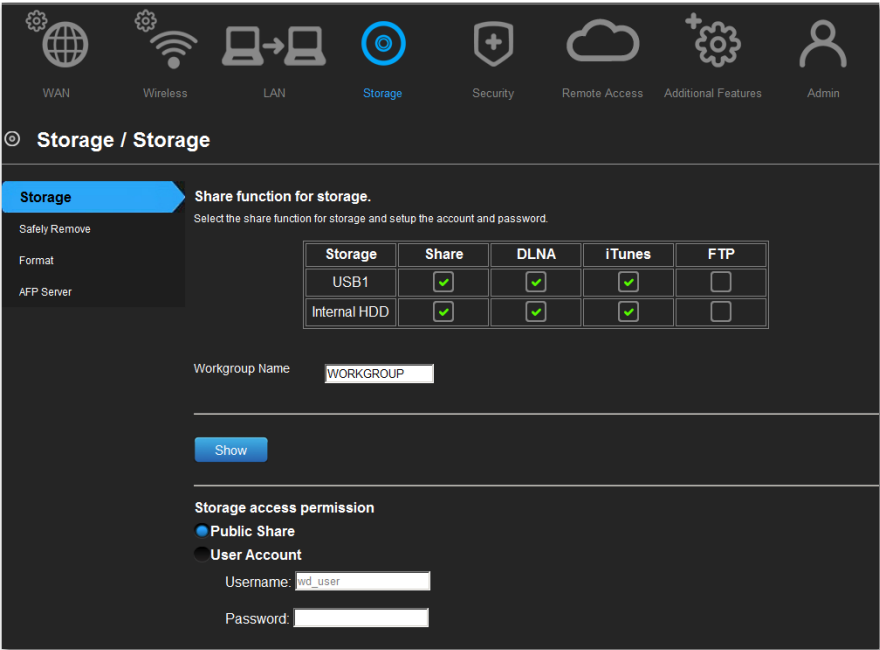 WAN Wireless LAN Storage Security Remote Access Additional Features Admin
Storage / Storage
Storage
Safely Remove
Format
AFP Server
Share function for storage.
Select the share function for storage and setup the account and password.
Storage Share DLNA iTunes FTP
USB1
Internal HDD
Workgroup Name WORKGROUP
Show
Storage access permission
Public Share
User Account
Username: wd_user
Password: